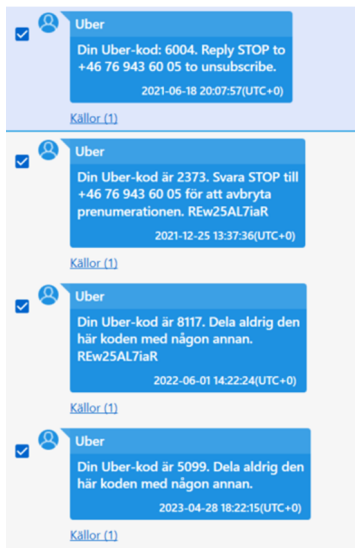 Uber
Din Uber-kod: 6004. Reply STOP to
+46 76 943 60 05 to unsubscribe.
2021-06-18 20:07:57(UTC+0)
Källor (1)
Uber
Din Uber-kod är 2373. Svara STOP till
+46 76 943 60 05 för att avbryta
prenumerationen. REw25AL7iaR
2021-12-25 13:37:36(UTC+0)
Källor (1)
Uber
Din Uber-kod är 8117. Dela aldrig den
här koden med någon annan.
REw25AL7iaR
2022-06-01 14:22:24(UTC+0)
Källor (1)
Uber
Din Uber-kod är 5099. Dela aldrig den
här koden med någon annan.
2023-04-28 18:22:15(UTC+0)
Källor (1)